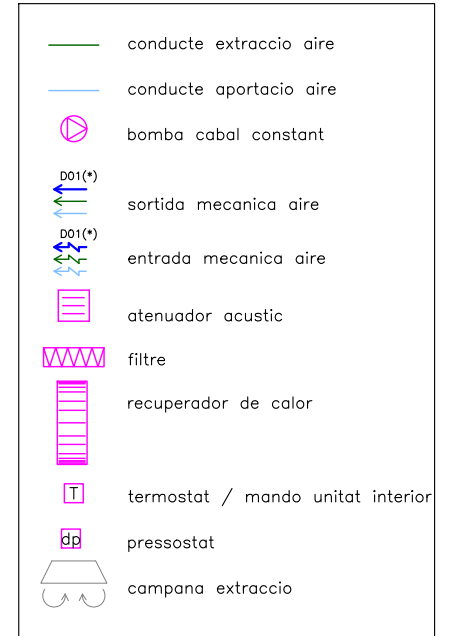 conducte extraccio aire
conducte aportacio aire
bomba cabal constant
D01(*)
sortida mecanica aire
D01(*)
entrada mecanica aire
atenuador acustic
filtre
recuperador de calor
T termostat / mando unitat interior
dp pressostat
campana extraccio